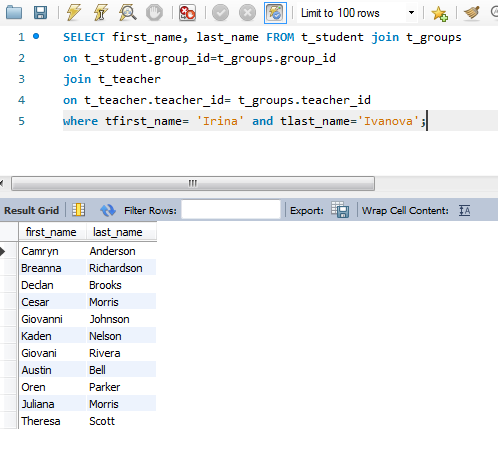 Limit to 100 rows
1 SELECT first_name, last_name FROM t_student join t_groups
2 on t_student.group_id=t_groups.group_id
3 join t_teacher
4 on t_teacher.teacher_id= t_groups.teacher_id
5 where tfirst_name= 'Irina' and tlast_name='Ivanova';
Result Grid Filter Rows: Export: Wrap Cell Content:
first_name last_name
Camryn Anderson
Breanna Richardson
Declan Brooks
Cesar Morris
Giovanni Johnson
Kaden Nelson
Giovani Rivera
Austin Bell
Oren Parker
Juliana Morris
Theresa Scott